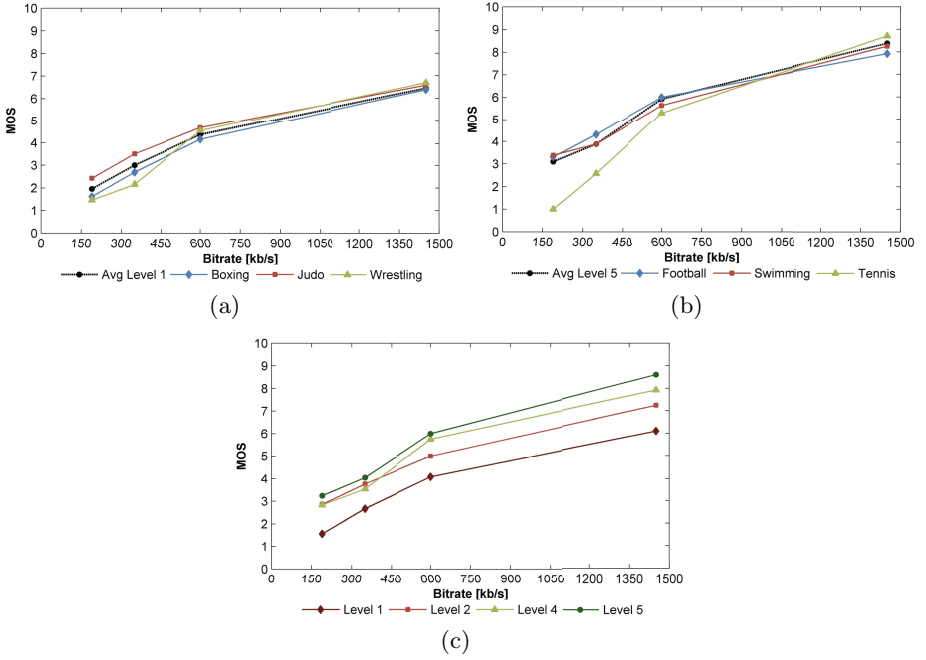 10
9
8
7
6
5
4
3
2
1
0
MOS
0 150 300 450 600 750 900 1050 1200 1350 1500
Bitrate [kb/s]
Avg Level 1 Boxing Judo Wrestling
(a)
10
9
8
7
6
5
4
3
2
1
0
MOS
0 150 300 450 600 750 900 1050 1200 1350 1500
Bitrate [kb/s]
Avg Level 5 Football Swimming Tennis
(b)
10
9
8
7
6
5
4
3
2
1
0
MOS
0 150 300 450 600 750 900 1050 1200 1350 1500
Bitrate [kb/s]
Level 1 Level 2 Level 4 Level 5
(c)